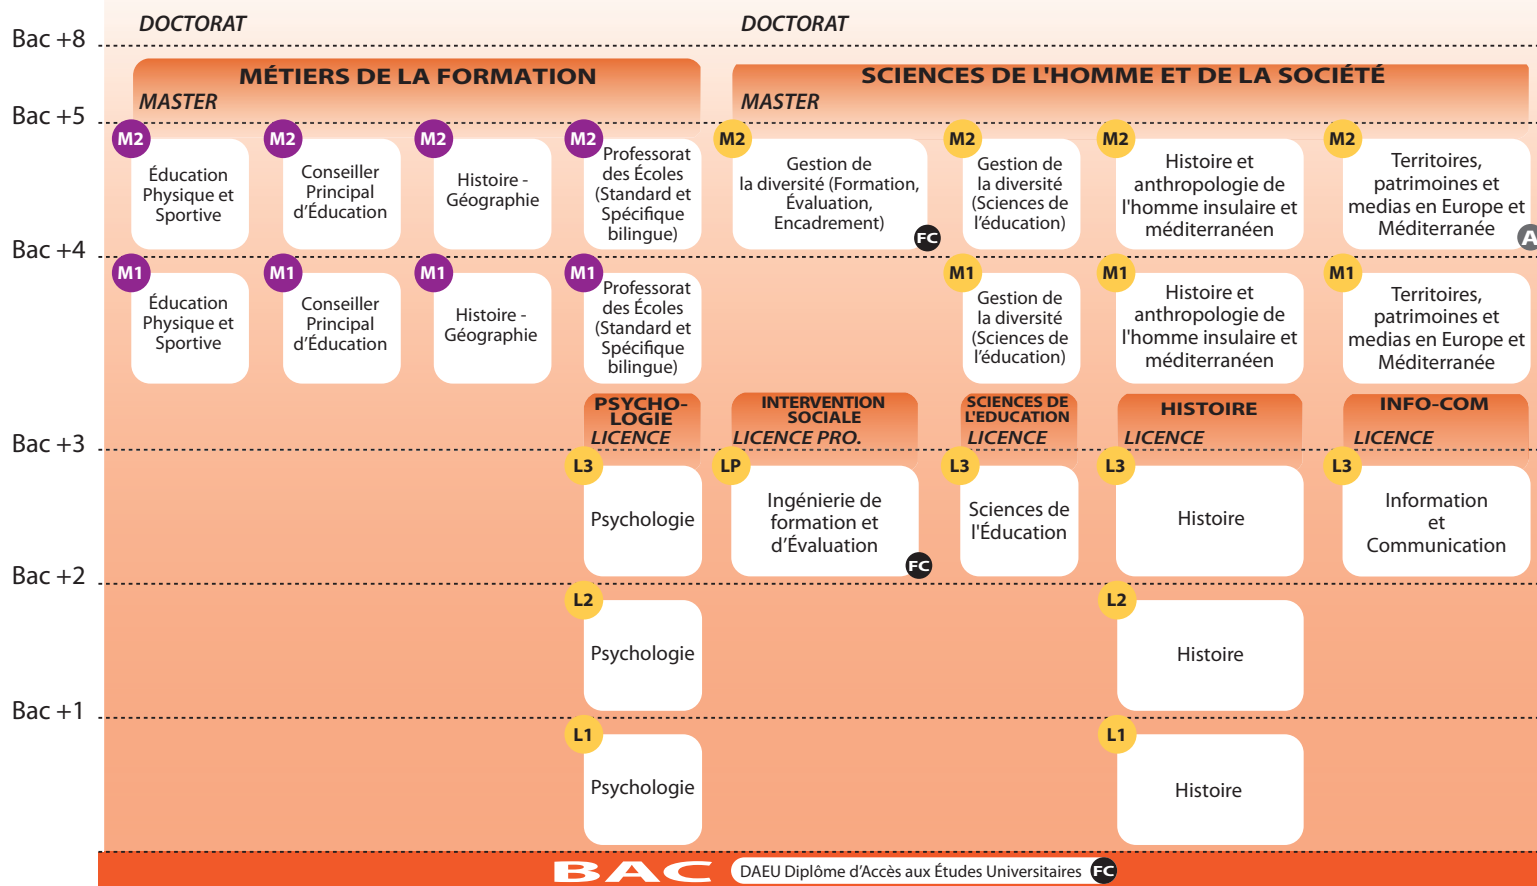 Bac +8
DOCTORAT
DOCTORAT
MÉTIERS DE LA FORMATION
SCIENCES DE L'HOMME ET DE LA SOCIÉTÉ
MASTER
MASTER
Bac +5
M2
Éducation
Physique et
Sportive
M2
Conseiller
Principal
d'Éducation
M2
Histoire -
Géographie
M2
Professorat
des Écoles
(Standard et
Spécifique
bilingue)
M2
Gestion de
la diversité (Formation,
Évaluation,
Encadrement)
FC
M2
Gestion de
la diversité
(Sciences de
l'éducation)
M2
Histoire et
anthropologie de
l'homme insulaire et
méditerranéen
M2
Territoires,
patrimoines et
medias en Europe et
Méditerranée
A
Bac +4
M1
Éducation
Physique et
Sportive
M1
Conseiller
Principal
d'Éducation
M1
Histoire -
Géographie
M1
Professorat
des Écoles
(Standard et
Spécifique
bilingue)
M1
Gestion de
la diversité
(Sciences de
l'éducation)
M1
Histoire et
anthropologie de
l'homme insulaire et
méditerranéen
M1
Territoires,
patrimoines et
medias en Europe et
Méditerranée
PSYCHO-
LOGIE
LICENCE
INTERVENTION
SOCIALE
LICENCE PRO.
SCIENCES DE
L'EDUCATION
LICENCE
HISTOIRE
LICENCE
INFO-COM
LICENCE
Bac +3
L3
Psychologie
LP
Ingénierie de
formation et
d'Évaluation
FC
L3
Sciences de
l'Éducation
L3
Histoire
L3
Information
et
Communication
Bac +2
L2
Psychologie
L2
Histoire
Bac +1
L1
Psychologie
L1
Histoire
BAC
DAEU Diplôme d'Accès aux Études Universitaires FC